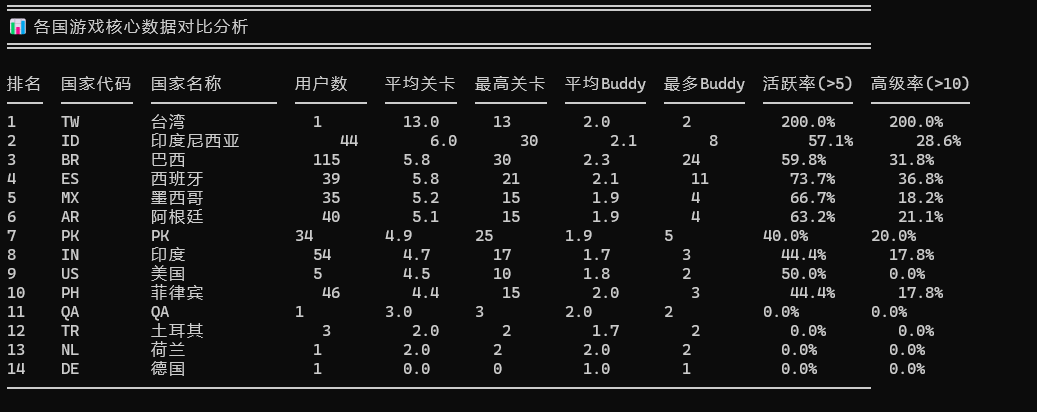 📊 各国游戏核心数据对比分析
排名 国家代码 国家名称 用户数 平均关卡 最高关卡 平均Buddy 最多Buddy 活跃率(>5) 高级率(>10)
1 TW 台湾 1 13.0 13 2.0 2 200.0% 200.0%
2 ID 印度尼西亚 44 6.0 30 2.1 8 57.1% 28.6%
3 BR 巴西 115 5.8 30 2.3 24 59.8% 31.8%
4 ES 西班牙 39 5.8 21 2.1 11 73.7% 36.8%
5 MX 墨西哥 35 5.2 15 1.9 4 66.7% 18.2%
6 AR 阿根廷 40 5.1 15 1.9 4 63.2% 21.1%
7 PK PK 34 4.9 25 1.9 5 40.0% 20.0%
8 IN 印度 54 4.7 17 1.7 3 44.4% 17.8%
9 US 美国 5 4.5 10 1.8 2 50.0% 0.0%
10 PH 菲律宾 46 4.4 15 2.0 3 44.4% 17.8%
11 QA QA 1 3.0 3 2.0 2 0.0% 0.0%
12 TR 土耳其 3 2.0 2 1.7 2 0.0% 0.0%
13 NL 荷兰 1 2.0 2 2.0 2 0.0% 0.0%
14 DE 德国 1 0.0 0 1.0 1 0.0% 0.0%